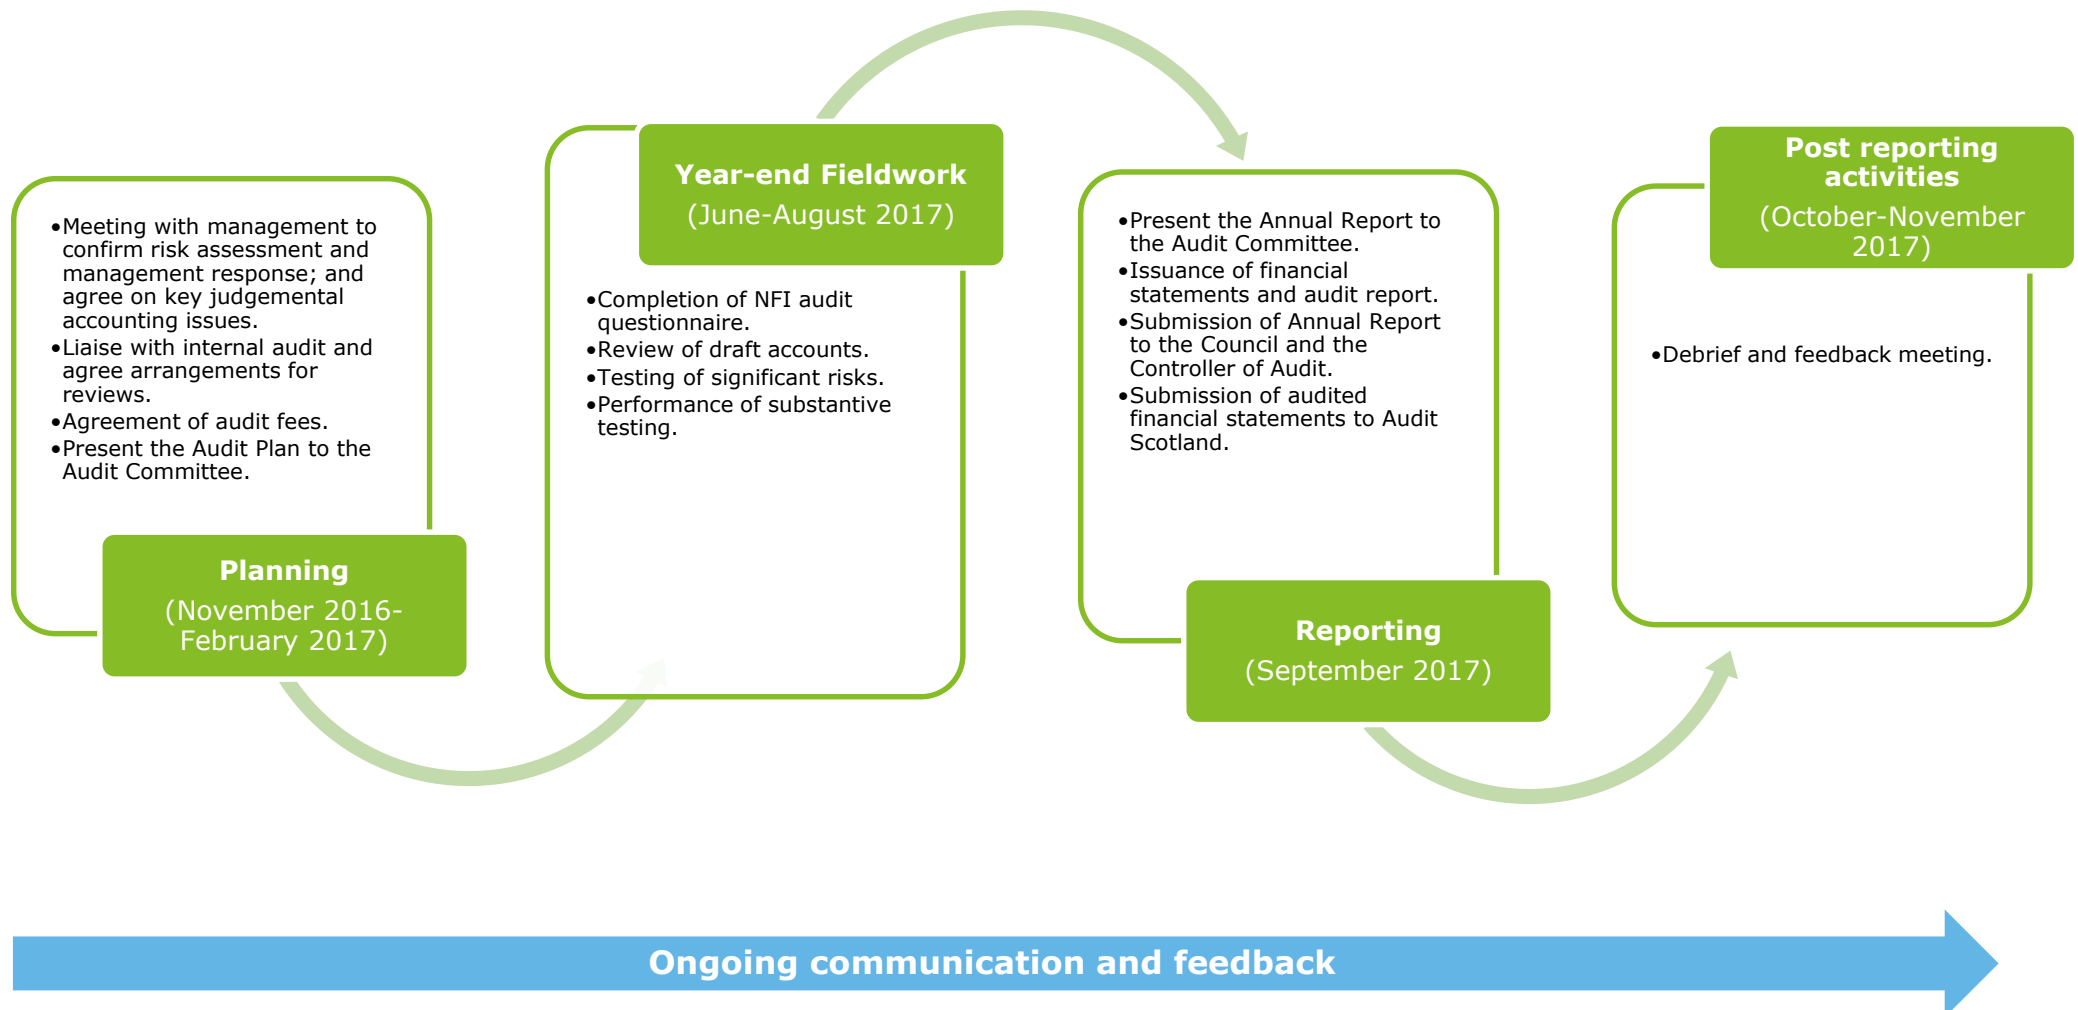 •Meeting with management to
confirm risk assessment and
management response; and
agree on key judgemental
accounting issues.
•Liaise with internal audit and
agree arrangements for
reviews.
•Agreement of audit fees.
•Present the Audit Plan to the
Audit Committee.
Planning
(November 2016-
February 2017)
Year-end Fieldwork
(June-August 2017)
•Completion of NFI audit
questionnaire.
•Review of draft accounts.
•Testing of significant risks.
•Performance of substantive
testing.
•Present the Annual Report to
the Audit Committee.
•Issuance of financial
statements and audit report.
•Submission of Annual Report
to the Council and the
Controller of Audit.
•Submission of audited
financial statements to Audit
Scotland.
Reporting
(September 2017)
Post reporting
activities
(October-November
2017)
•Debrief and feedback meeting.
Ongoing communication and feedback